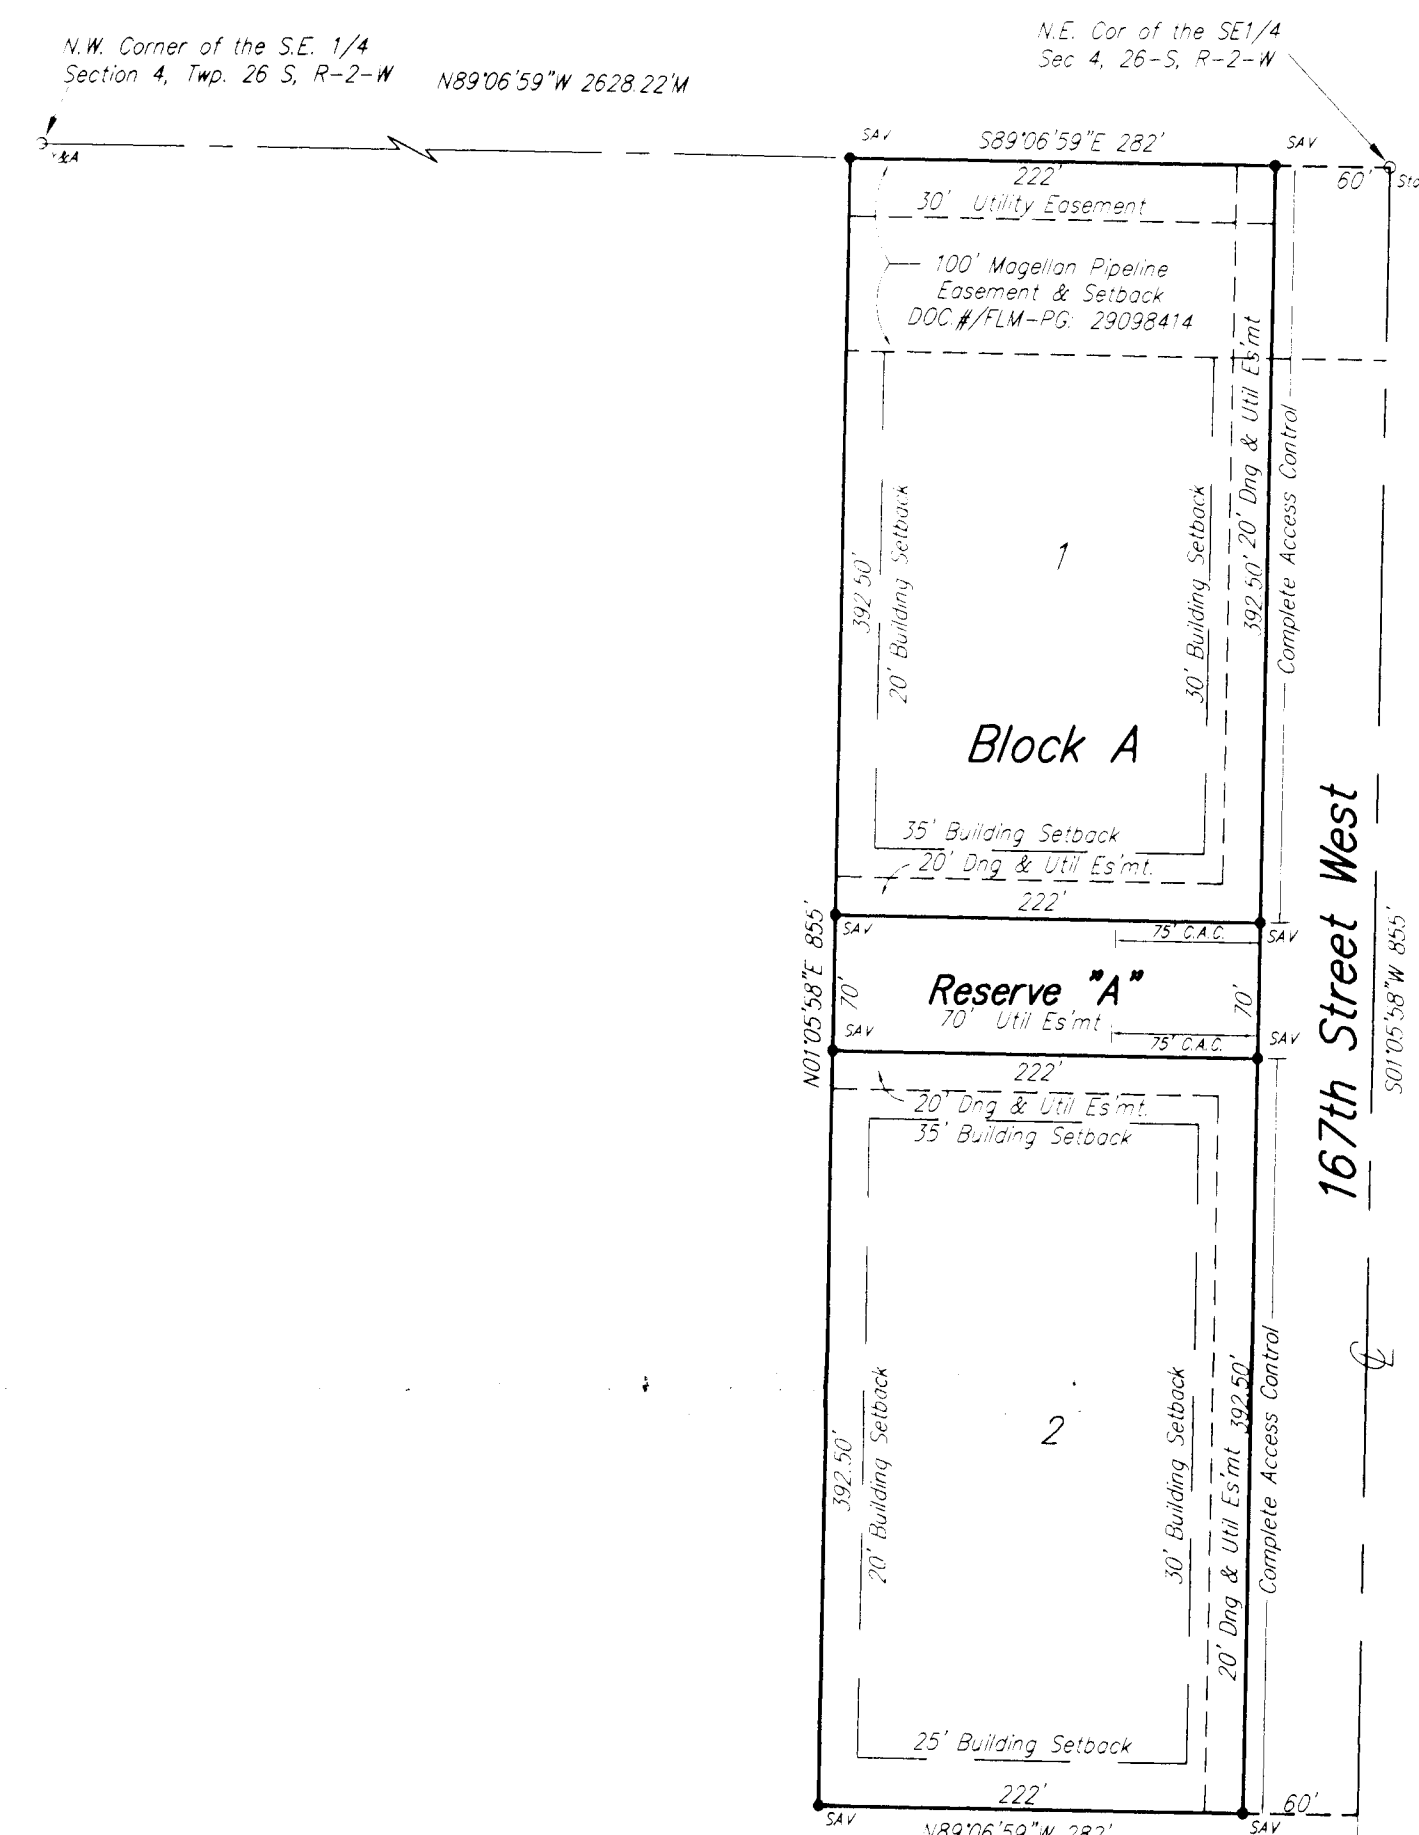 N.W. Corner of the S.E. 1/4
Section 4, Twp. 26 S, R-2-W
N89°06'59"W 2628.22'M
N.E. Cor of the SE1/4
Sec 4, 26-S, R-2-W
SAV
S89°06'59"E 282'
SAV
222'
60'
30' Utility Easement
100' Magellan Pipeline
Easement & Setback
DOC.#/FLM-PG: 29098414
392.50'
20' Building Setback
1
30' Building Setback
392.50'
20' Dng & Util Es'mt
Complete Access Control
Block A
35' Building Setback
20' Dng & Util Es'mt.
222'
SAV
75' C.A.C.
SAV
N01°05'58"E 855'
70'
Reserve "A"
70' Util Es'mt
70'
167th Street West
S01°05'58"W 855'
SAV
75' C.A.C.
SAV
222'
20' Dng & Util Es'mt.
35' Building Setback
392.50'
20' Building Setback
2
30' Building Setback
20' Dng & Util Es'mt
392.50'
Complete Access Control
25' Building Setback
222'
60'
SAV
N89°06'59"W 282'
SAV